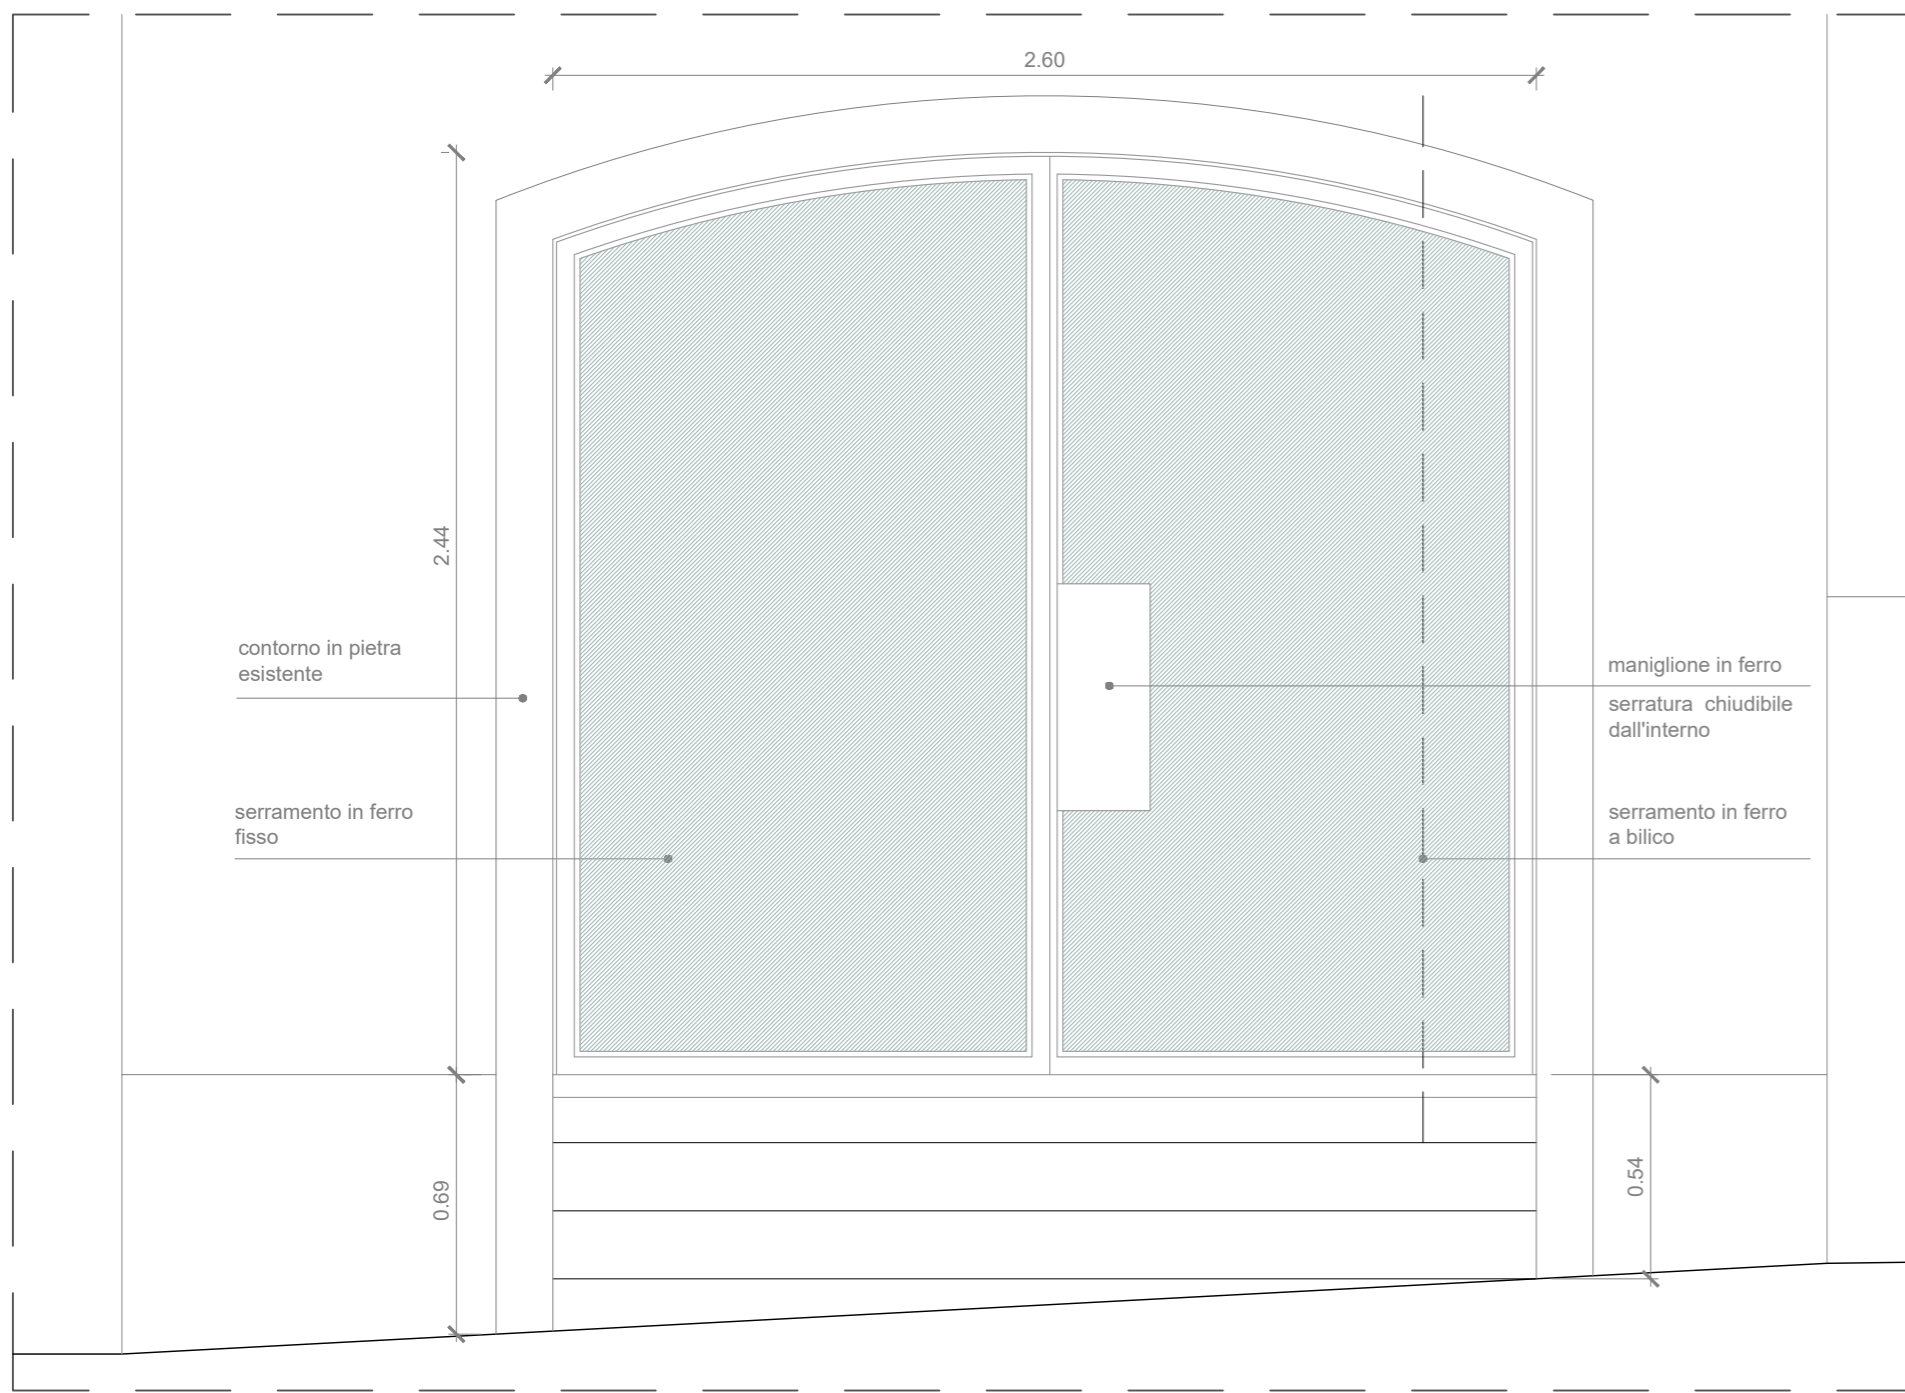 2.60
2.44
contorno in pietra
esistente
maniglione in ferro
serratura  chiudibile
dall'interno
serramento in ferro
fisso
serramento in ferro
a bilico
0.69
0.54